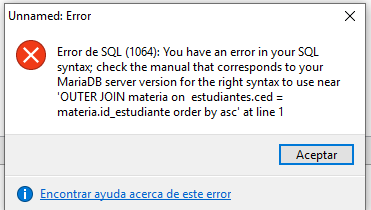 Unnamed: Error
Error de SQL (1064): You have an error in your SQL
syntax; check the manual that corresponds to your
MariaDB server version for the right syntax to use near
'OUTER JOIN materia on  estudiantes.ced =
materia.id_estudiante order by asc' at line 1
Aceptar
Encontrar ayuda acerca de este error